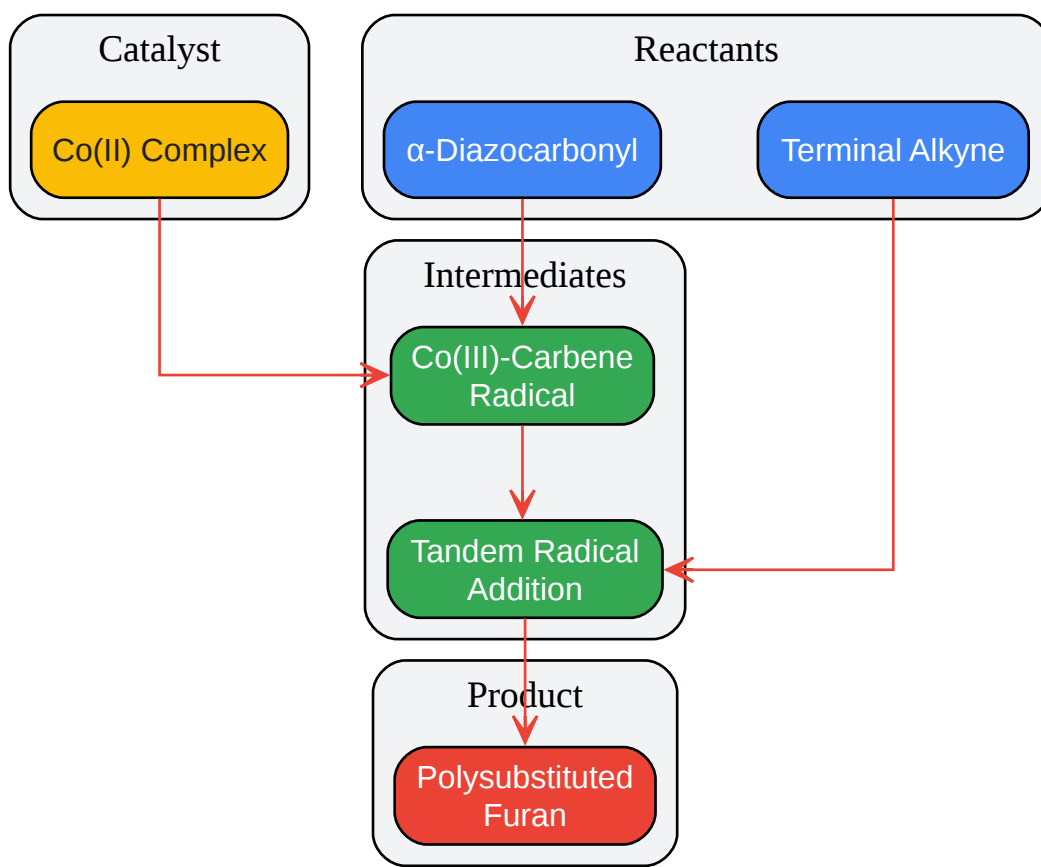 Catalyst
Co(II) Complex
Reactants
α-Diazocarbonyl
Terminal Alkyne
Intermediates
Co(III)-Carbene
Radical
Tandem Radical
Addition
Product
Polysubstituted
Furan